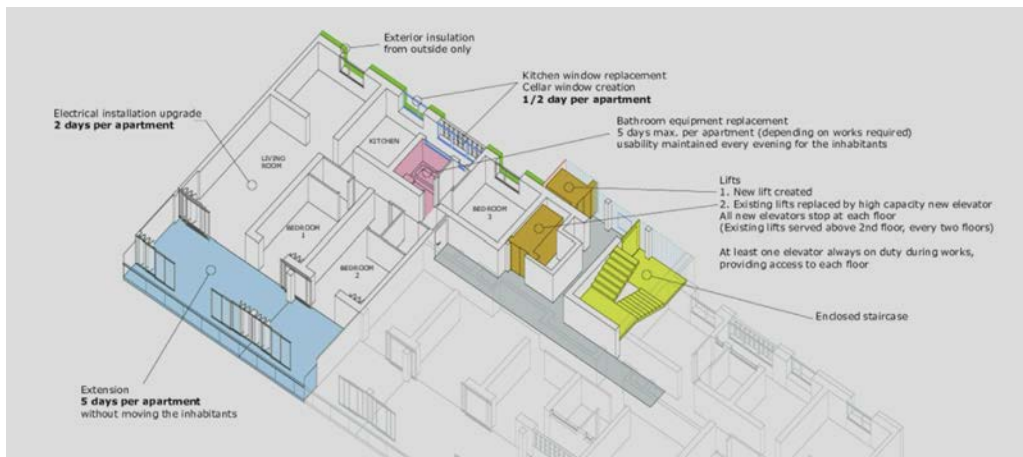 Exterior insulation
from outside only
Kitchen window replacement
Cellar window creation
1/2 day per apartment
Electrical installation upgrade
2 days per apartment
Bathroom equipment replacement
5 days max. per apartment (depending on works required)
usability maintained every evening for the inhabitants
KITCHEN
LIVING
ROOM
Lifts
1. New lift created
2. Existing lifts replaced by high capacity new elevator
All new elevators stop at each floor
(Existing lifts served above 2nd floor, every two floors)
BEDROOM
3
BEDROOM
1
At least one elevator always on duty during works,
providing access to each floor
BEDROOM
2
Enclosed staircase
Extension
5 days per apartment
without moving the inhabitants